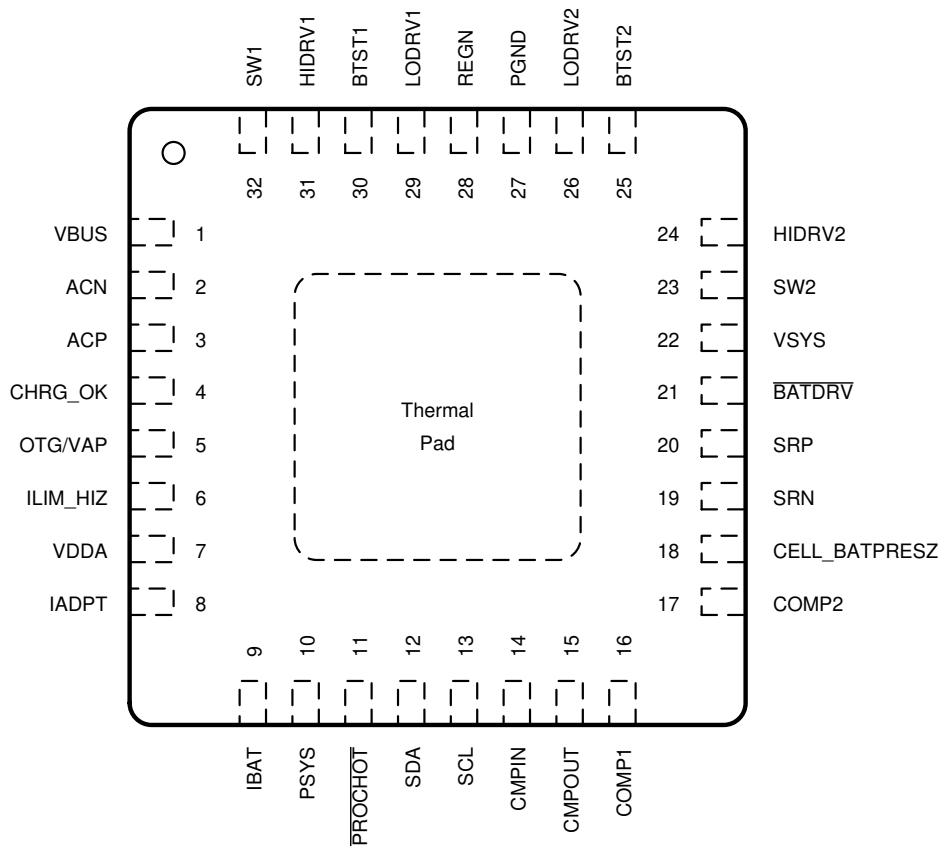 SW1
HIDRV1
BTST1
LODRV1
REGN
PGND
LODRV2
BTST2
32
31
30
29
28
27
26
25
VBUS 1
ACN 2
ACP 3
CHRG_OK 4
OTG/VAP 5
ILIM_HIZ 6
VDDA 7
IADPT 8
Thermal
Pad
24 HIDRV2
23 SW2
22 VSYS
21 BATDRV
20 SRP
19 SRN
18 CELL_BATPRESZ
17 COMP2
9
10
11
12
13
14
15
16
IBAT
PSYS
PROCHOT
SDA
SCL
CMPIN
CMPOUT
COMP1